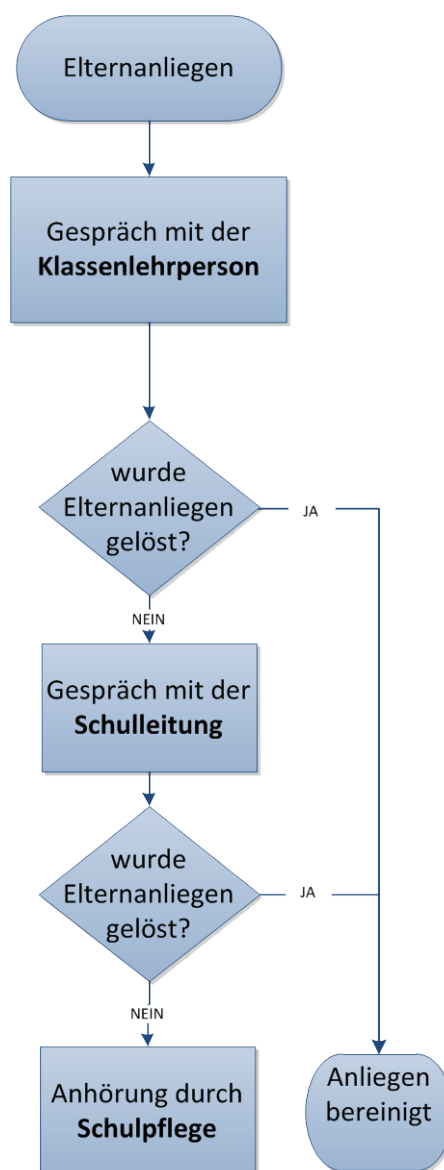 Elternanliegen
Gespräch mit der
Klassenlehrperson
wurde
Elternanliegen
gelöst?
JA
NEIN
Gespräch mit der
Schulleitung
wurde
Elternanliegen
gelöst?
JA
NEIN
Anhörung durch
Schulpflege
Anliegen
bereinigt